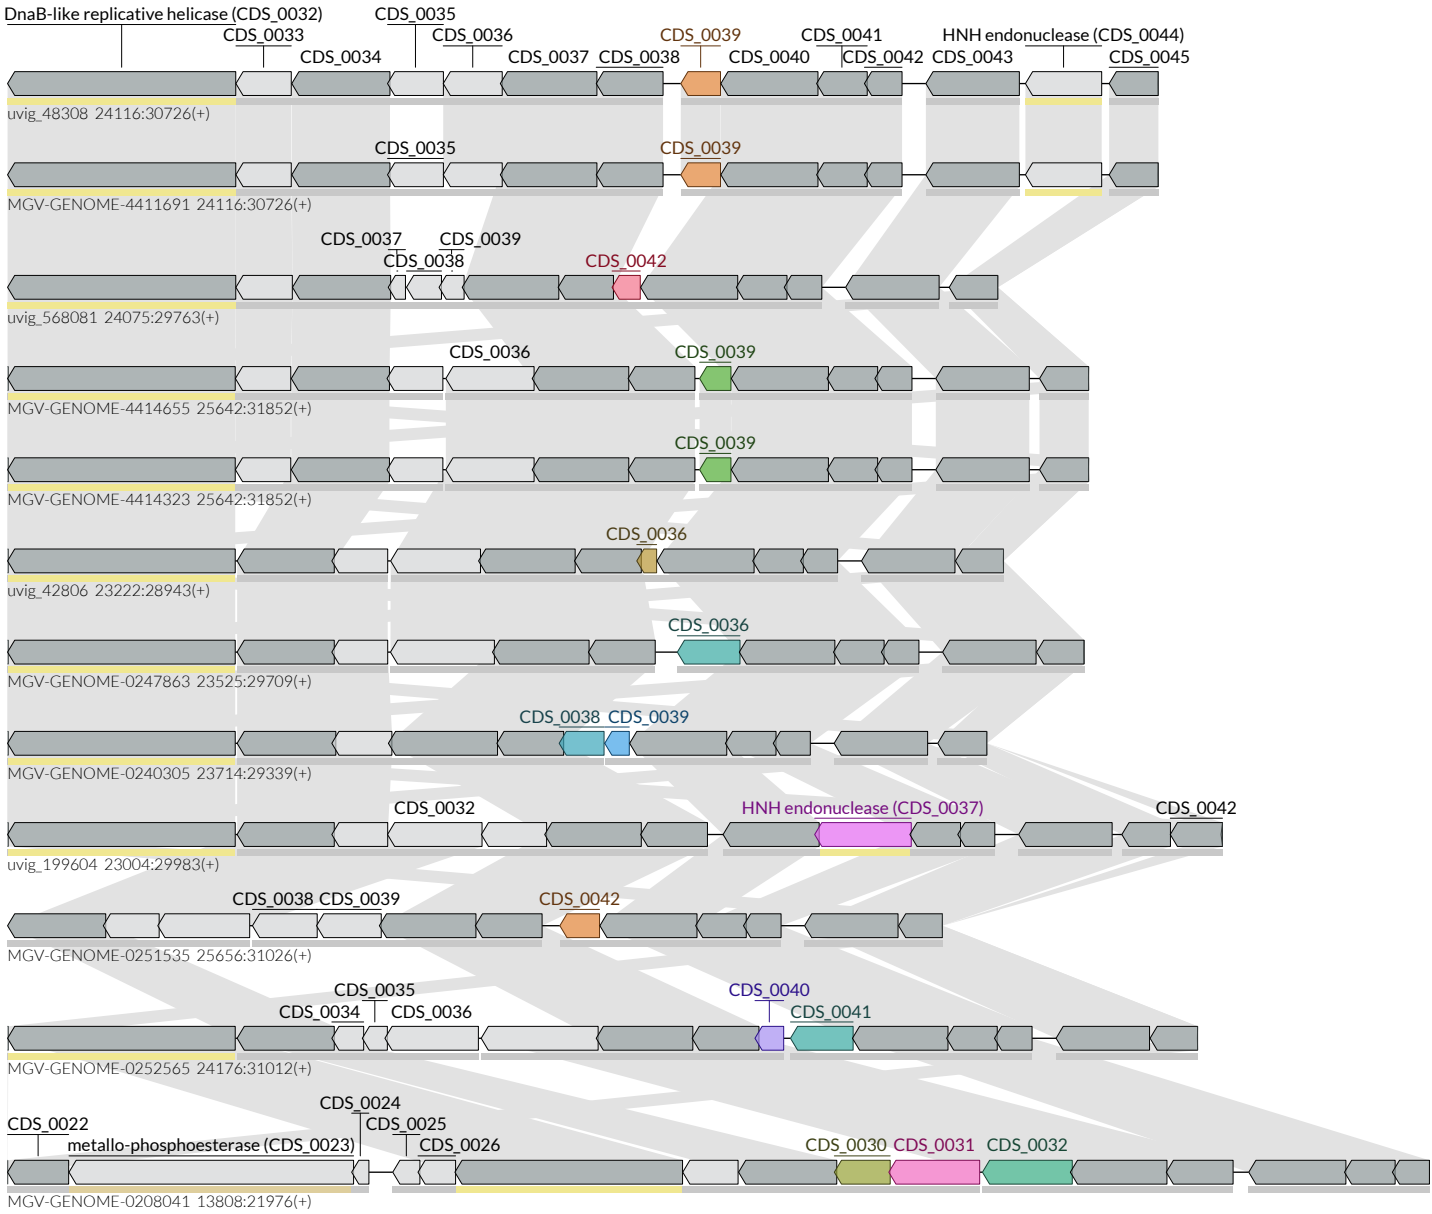 DnaB-like replicative helicase (CDS_0032) CDS_0035
CDS_0033 CDS_0036 CDS_0039 CDS_0041 HNH endonuclease (CDS_0044)
CDS_0034 CDS_0037 CDS_0038 CDS_0040 CDS_0042 CDS_0043 CDS_0045
uvig_48308 24116:30726(+)
CDS_0035 CDS_0039
MGV-GENOME-4411691 24116:30726(+)
CDS_0037 CDS_0039
CDS_0038 CDS_0042
uvig_568081 24075:29763(+)
CDS_0036 CDS_0039
MGV-GENOME-4414655 25642:31852(+)
CDS_0039
MGV-GENOME-4414323 25642:31852(+)
CDS_0036
uvig_42806 23222:28943(+)
CDS_0036
MGV-GENOME-0247863 23525:29709(+)
CDS_0038 CDS_0039
MGV-GENOME-0240305 23714:29339(+)
CDS_0032 HNH endonuclease (CDS_0037) CDS_0042
uvig_199604 23004:29983(+)
CDS_0038 CDS_0039 CDS_0042
MGV-GENOME-0251535 25656:31026(+)
CDS_0035 CDS_0040
CDS_0034 CDS_0036 CDS_0041
MGV-GENOME-0252565 24176:31012(+)
CDS_0024
CDS_0022 CDS_0025
metallo-phosphoesterase (CDS_0023) CDS_0026 CDS_0030 CDS_0031 CDS_0032
MGV-GENOME-0208041 13808:21976(+)